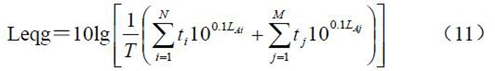 Leqg＝10lg[1/T(∑_{i=1}^{N} t_i 10^{0.1L_{Ai}} + ∑_{j=1}^{M} t_j 10^{0.1L_{Aj}})] （11）